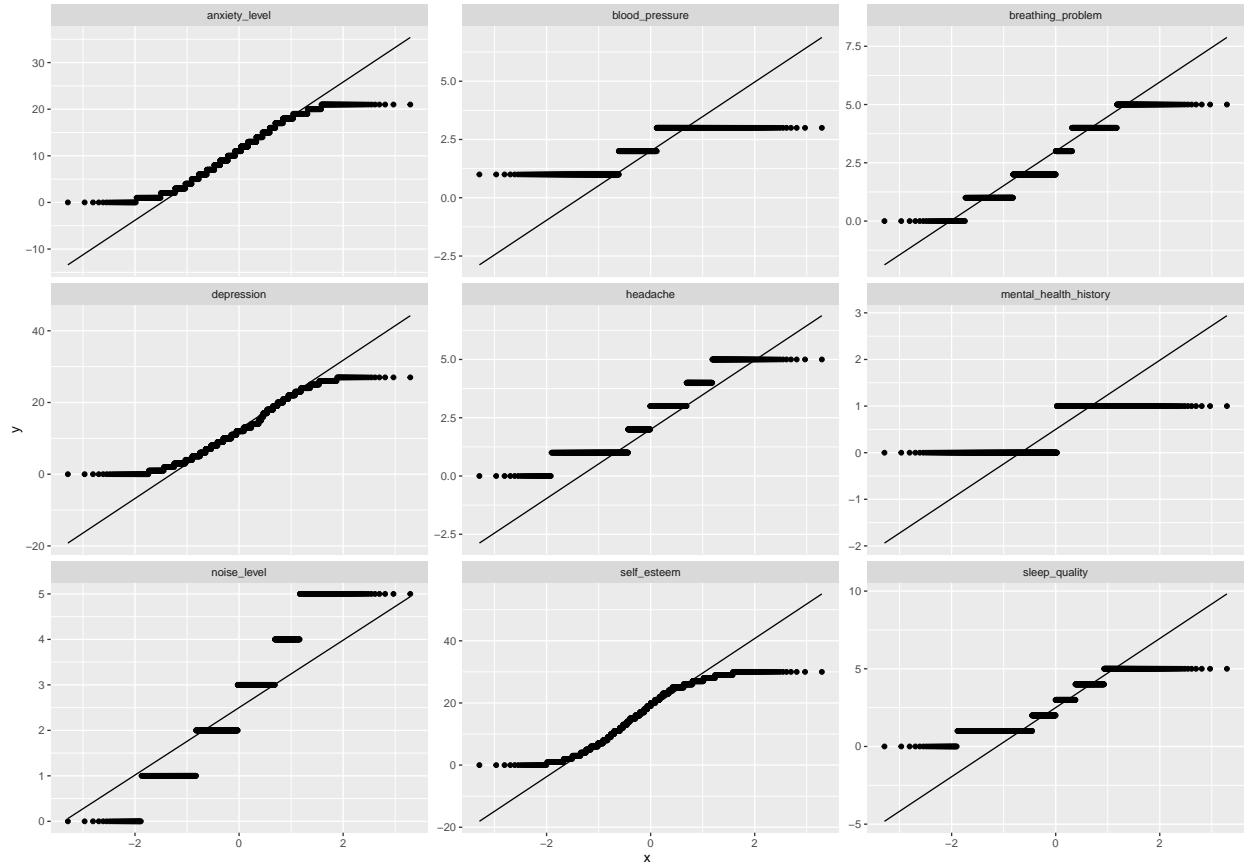 anxiety_level
blood_pressure
breathing_problem
30
20
10
0
−10
5.0
2.5
0.0
−2.5
7.5
5.0
2.5
0.0
depression
headache
mental_health_history
40
20
0
−20
5.0
2.5
0.0
−2.5
3
2
1
0
−1
−2
noise_level
self_esteem
sleep_quality
5
4
3
2
1
0
40
20
0
−20
10
5
0
−5
−2 0 2
−2 0 2
−2 0 2
x
y